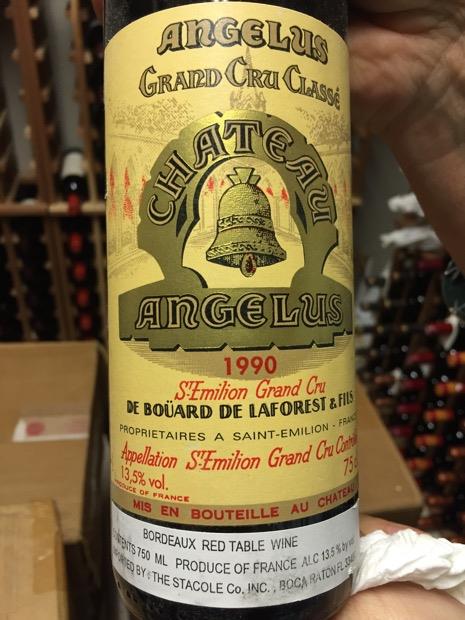 ANGELUS
GRAND CRU CLASSÉ
CHATEAU
ANGELUS
1990
St Emilion Grand Cru
DE BOÜARD DE LAFOREST & FILS
PROPRIETAIRES A SAINT-EMILION - FRANCE
Appellation St Emilion Grand Cru Contrôlée
13,5% vol.
75
PRODUCE OF FRANCE
MIS EN BOUTEILLE AU CHATEAU
BORDEAUX RED TABLE WINE
CONTENTS 750 ML PRODUCE OF FRANCE ALC 13.5 % by vol.
IMPORTED BY: THE STACOLE Co. INC., BOCA RATON FL